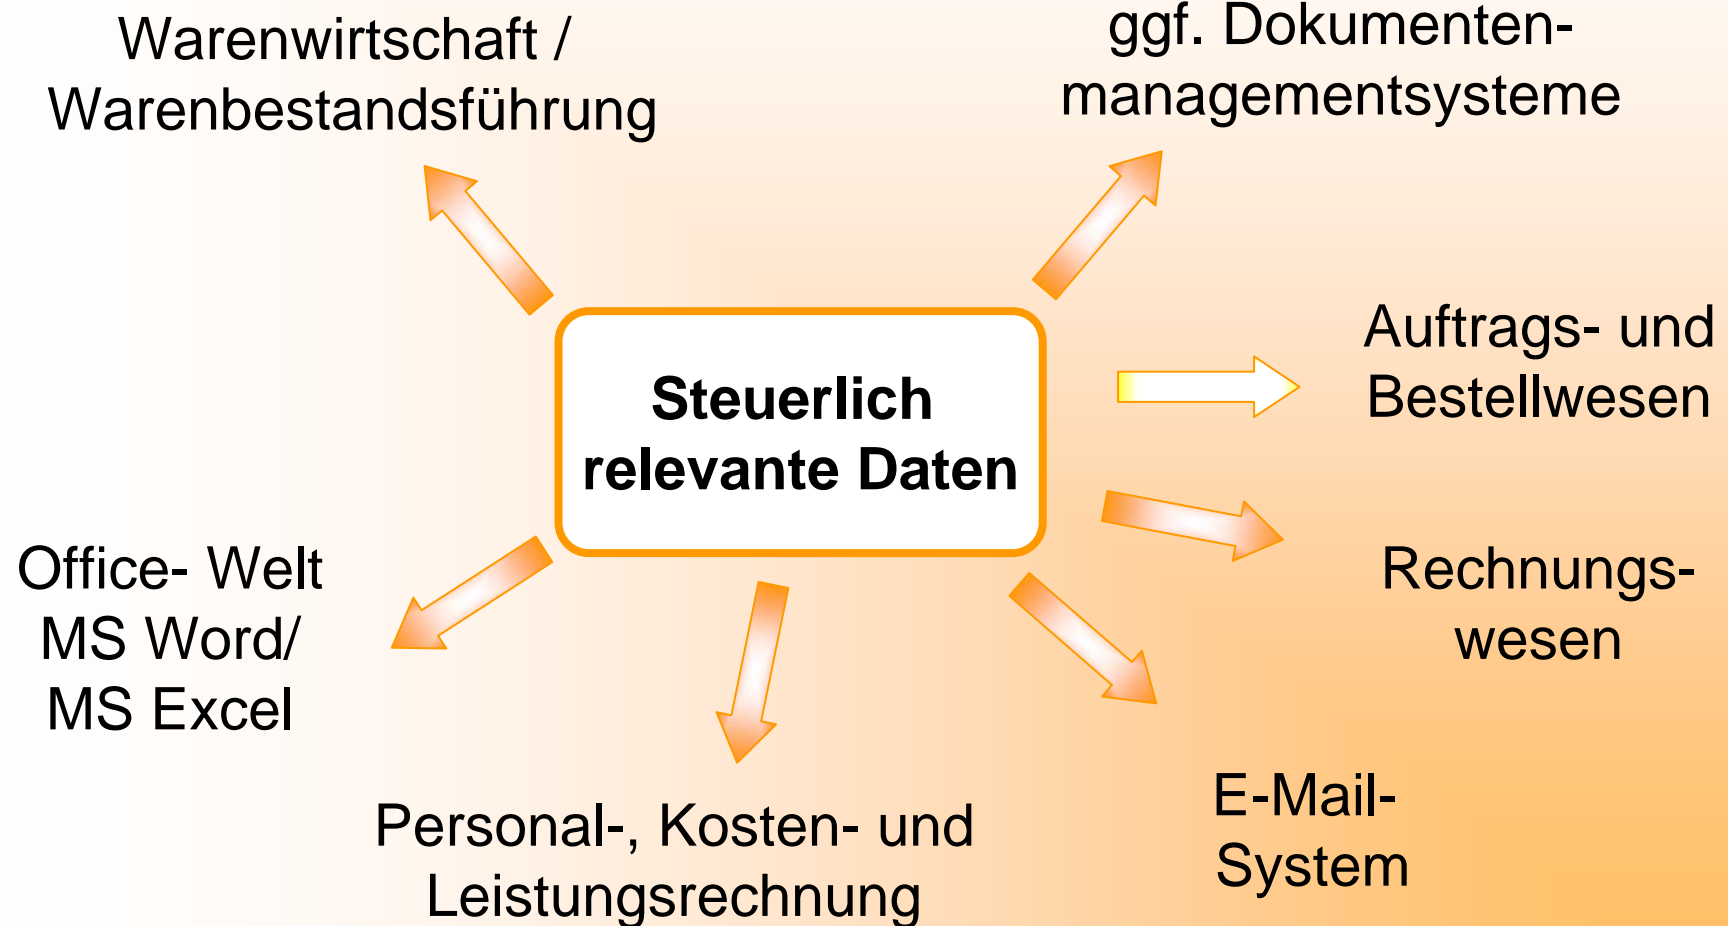 Warenwirtschaft /
Warenbestandsführung
ggf. Dokumenten-
managementsysteme
Steuerlich
relevante Daten
Auftrags- und
Bestellwesen
Rechnungs-
wesen
Office- Welt
MS Word/
MS Excel
E-Mail-
System
Personal-, Kosten- und
Leistungsrechnung